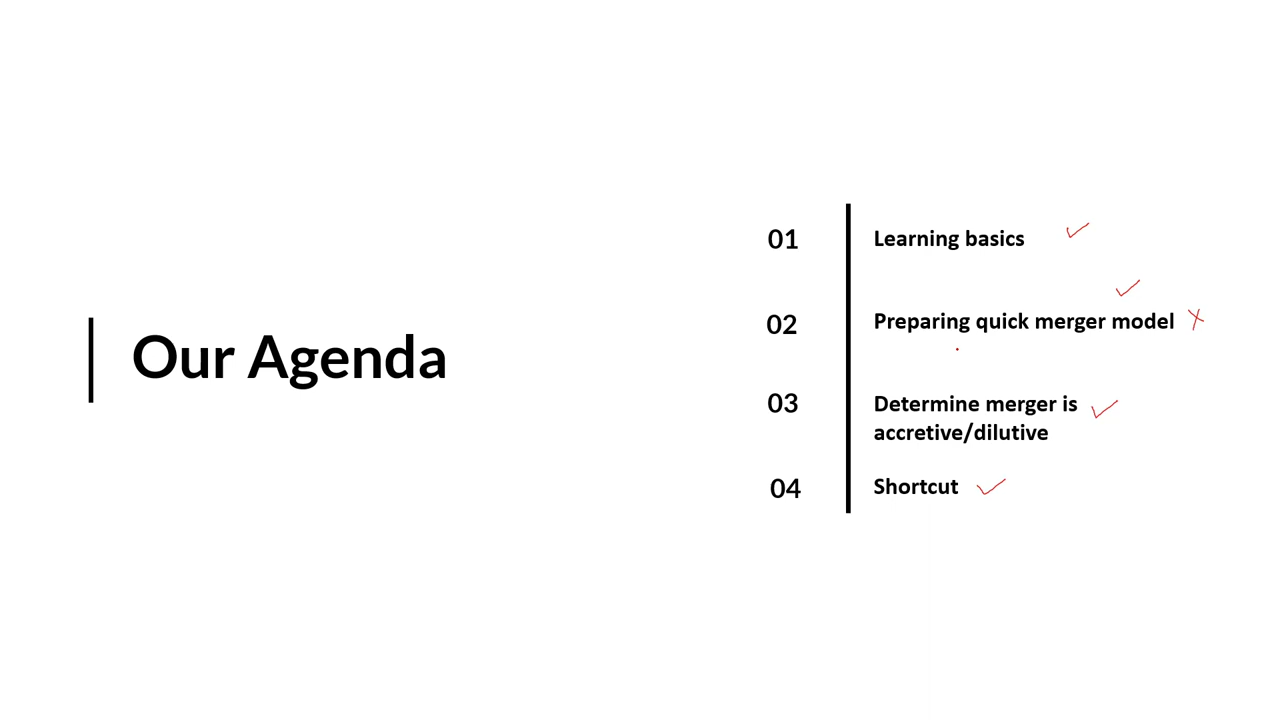 Our Agenda
01 Learning basics
02 Preparing quick merger model
03 Determine merger is
accretive/dilutive
04 Shortcut